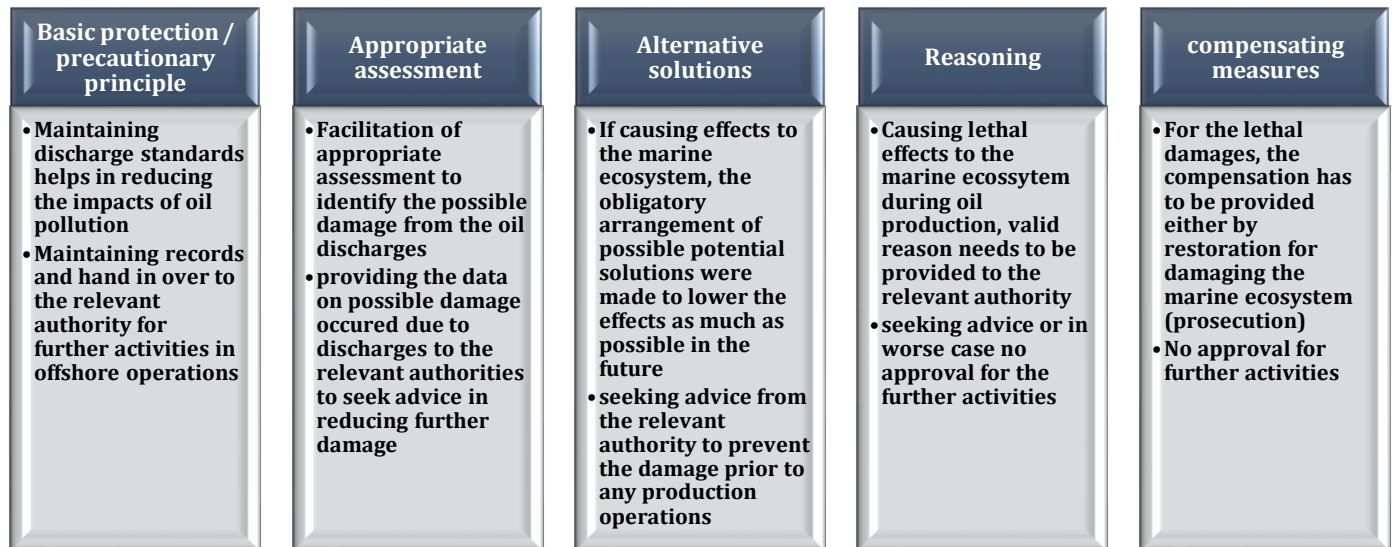 Basic protection /
precautionary
principle
•Maintaining
discharge standards
helps in reducing
the impacts of oil
pollution
•Maintaining records
and hand in over to
the relevant
authority for
further activities in
offshore operations
Appropriate
assessment
•Facilitation of
appropriate
assessment to
identify the possible
damage from the oil
discharges
•providing the data
on possible damage
occured due to
discharges to the
relevant authorities
to seek advice in
reducing further
damage
Alternative
solutions
•If causing effects to
the marine
ecosystem, the
obligatory
arrangement of
possible potential
solutions were
made to lower the
effects as much as
possible in the
future
•seeking advice from
the relevant
authority to prevent
the damage prior to
any production
operations
Reasoning
•Causing lethal
effects to the
marine ecossytem
during oil
production, valid
reason needs to be
provided to the
relevant authority
•seeking advice or in
worse case no
approval for the
further activities
compensating
measures
•For the lethal
damages, the
compensation has
to be provided
either by
restoration for
damaging the
marine ecosystem
(prosecution)
•No approval for
further activities